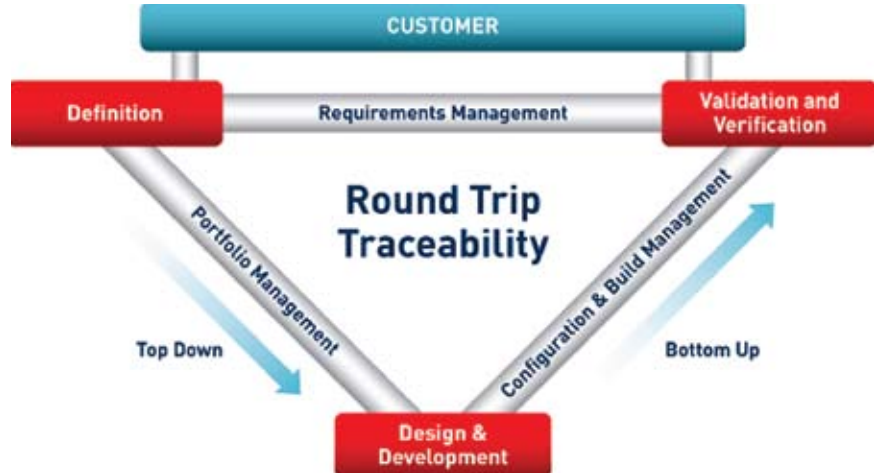 CUSTOMER
Definition
Requirements Management
Validation and
Verification
Round Trip
Traceability
Portfolio Management
Configuration & Build Management
Top Down
Bottom Up
Design &
Development